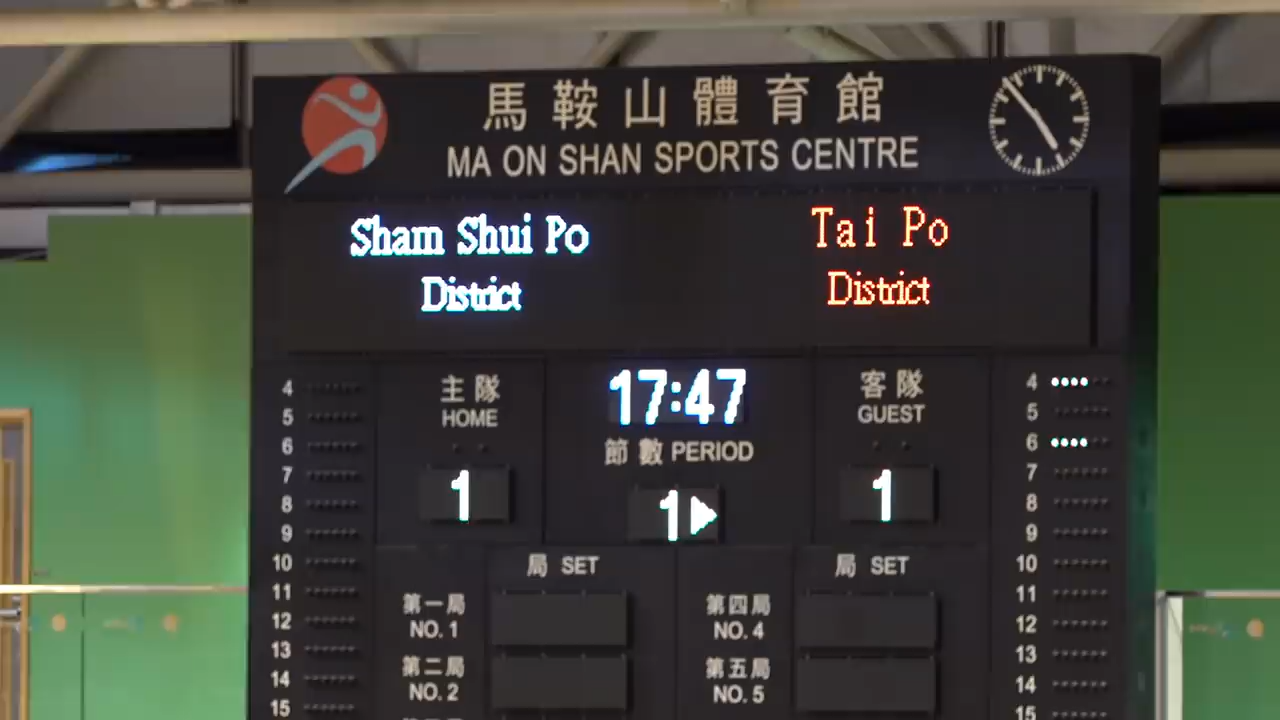 馬鞍山體育館
MA ON SHAN SPORTS CENTRE
Sham Shui Po
District
Tai Po
District
主隊
HOME
1
17:47
節數 PERIOD
1
客隊
GUEST
1
局 SET
局 SET
第一局
NO. 1
第二局
NO. 2
第四局
NO. 4
第五局
NO. 5
4
5
6
7
8
9
10
11
12
13
14
15
4
5
6
7
8
9
10
11
12
13
14
15